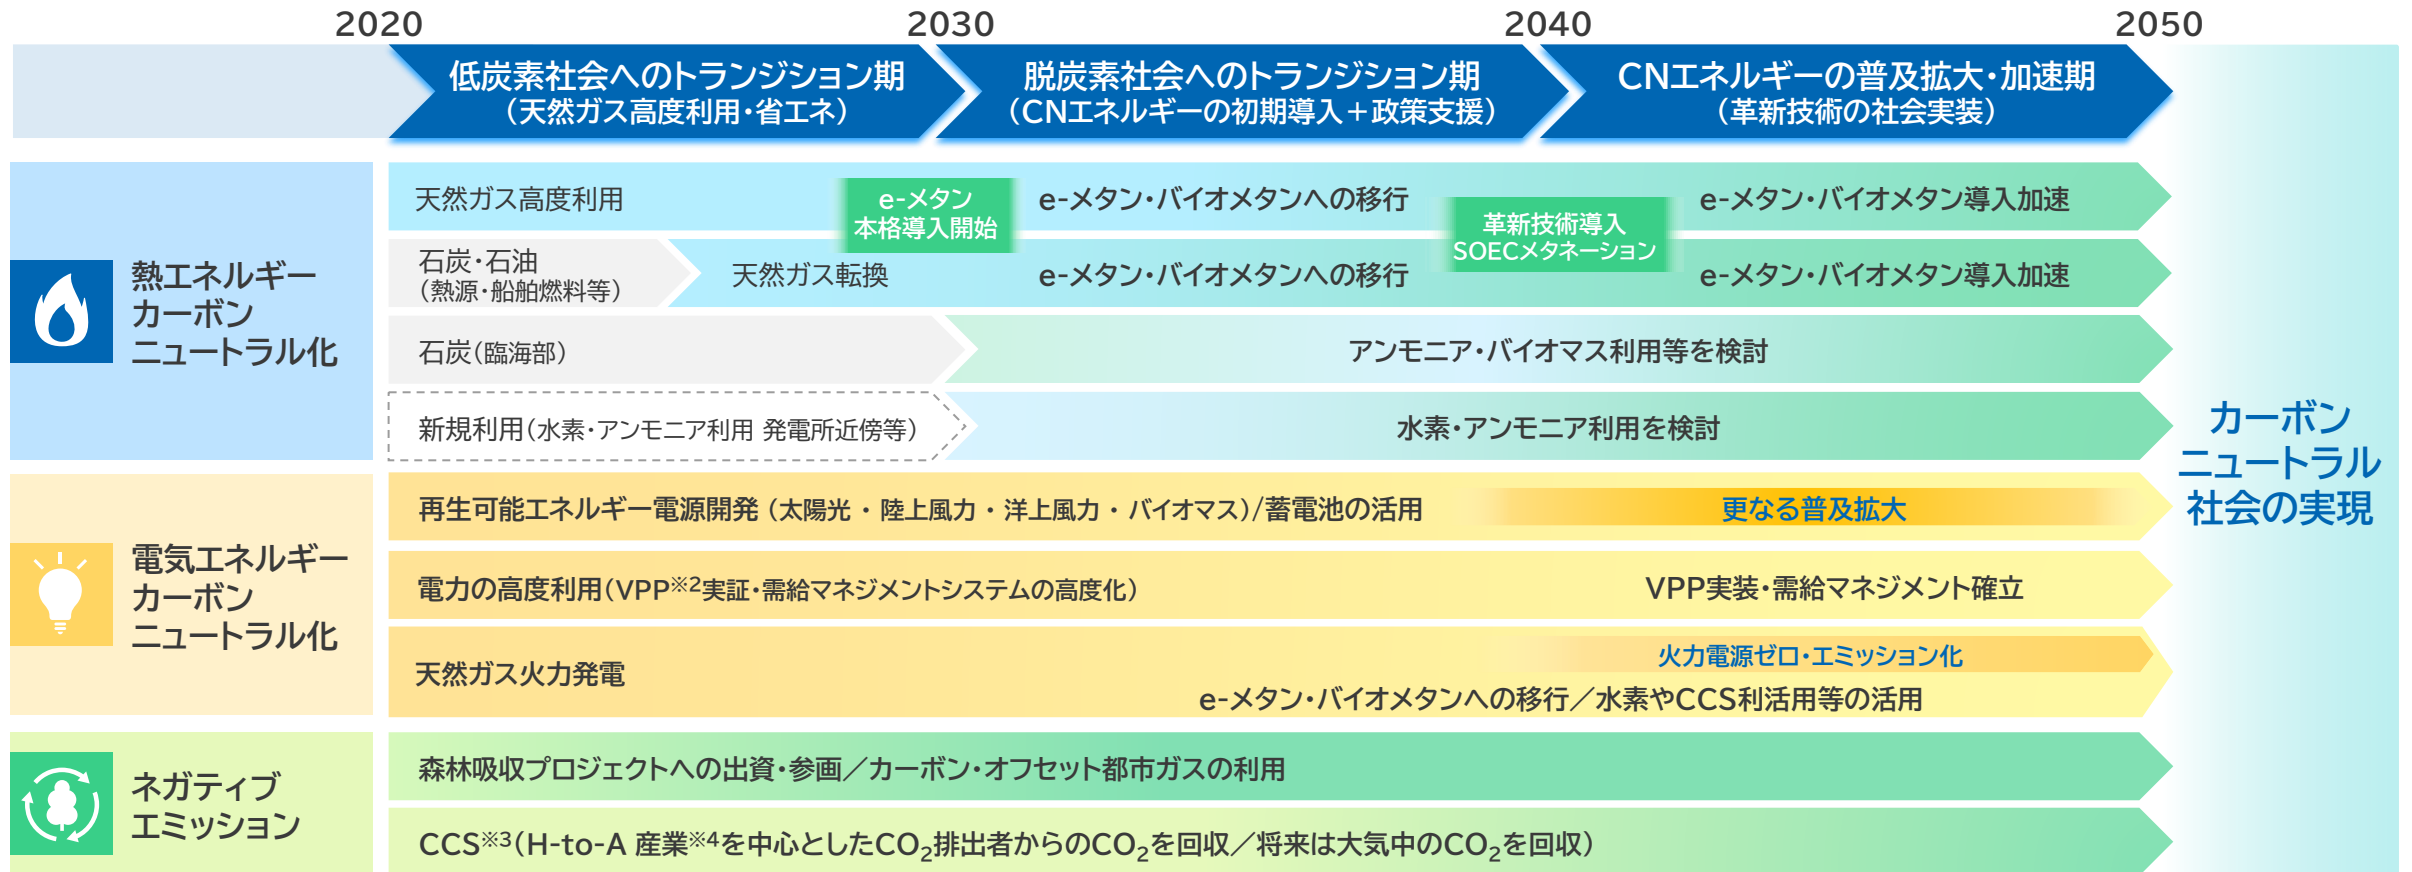 2020
2030
2040
2050
低炭素社会へのトランジション期
（天然ガス高度利用・省エネ）
脱炭素社会へのトランジション期
（CNエネルギーの初期導入＋政策支援）
CNエネルギーの普及拡大・加速期
（革新技術の社会実装）
熱エネルギー
カーボン
ニュートラル化
天然ガス高度利用
e-メタン
本格導入開始
e-メタン・バイオメタンへの移行
革新技術導入
SOECメタネーション
e-メタン・バイオメタン導入加速
石炭・石油
（熱源・船舶燃料等）
天然ガス転換
e-メタン・バイオメタンへの移行
e-メタン・バイオメタン導入加速
石炭（臨海部）
アンモニア・バイオマス利用等を検討
新規利用（水素・アンモニア利用 発電所近傍等）
水素・アンモニア利用を検討
電気エネルギー
カーボン
ニュートラル化
再生可能エネルギー電源開発（太陽光・陸上風力・洋上風力・バイオマス）/蓄電池の活用
更なる普及拡大
電力の高度利用（VPP※2実証・需給マネジメントシステムの高度化）
VPP実装・需給マネジメント確立
天然ガス火力発電
火力電源ゼロ・エミッション化
e-メタン・バイオメタンへの移行／水素やCCS利活用等の活用
ネガティブ
エミッション
森林吸収プロジェクトへの出資・参画／カーボン・オフセット都市ガスの利用
CCS※3（H-to-A 産業※4を中心としたCO2排出者からのCO2を回収／将来は大気中のCO2を回収）
カーボン
ニュートラル
社会の実現